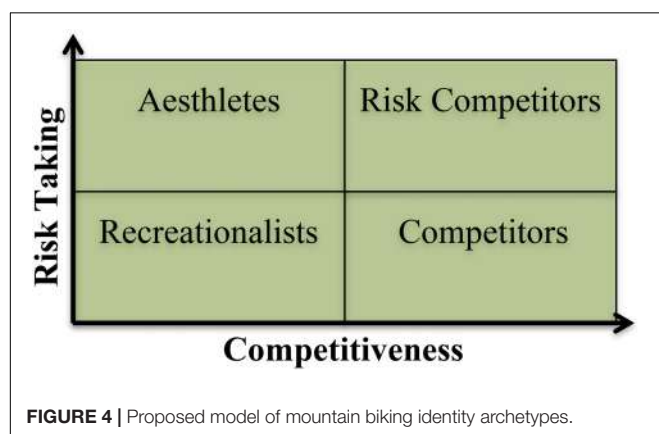 Risk Taking
Aesthletes
Risk Competitors
Recreationalists
Competitors
Competitiveness
FIGURE 4 | Proposed model of mountain biking identity archetypes.